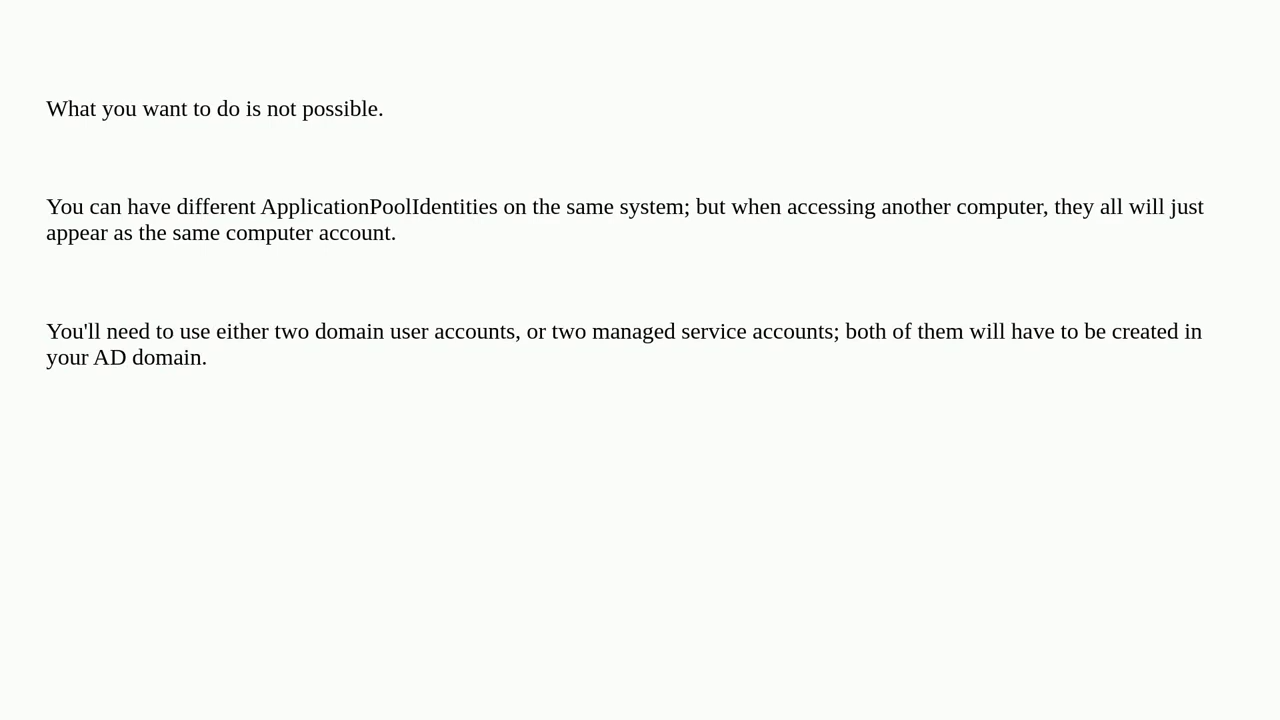 What you want to do is not possible.
You can have different ApplicationPoolIdentities on the same system; but when accessing another computer, they all will just
appear as the same computer account.
You'll need to use either two domain user accounts, or two managed service accounts; both of them will have to be created in
your AD domain.